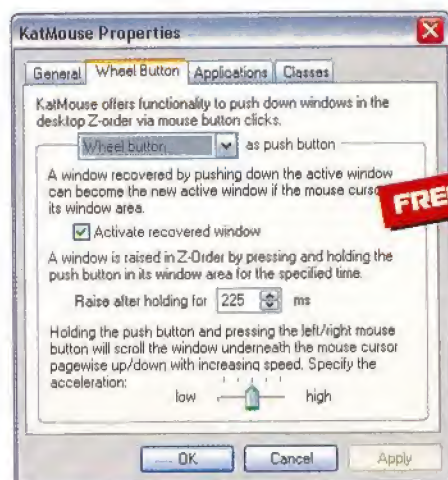 KatMouse Properties
General Wheel Button Applications Classes
KatMouse offers functionality to push down windows in the
desktop Z-order via mouse button clicks.
Wheel button as push button
A window recovered by pushing down the active window
can become the new active window if the mouse
its window area.
FREE
Activate recovered window
A window is raised in Z-Order by pressing and holding the
push button in its window area for the specified time.
Raise after holding for 225 ms
Holding the push button and pressing the left/right mouse
button will scroll the window underneath the mouse cursor
pagewise up/down with increasing speed. Specify the
acceleration:
low high
OK Cancel Apply